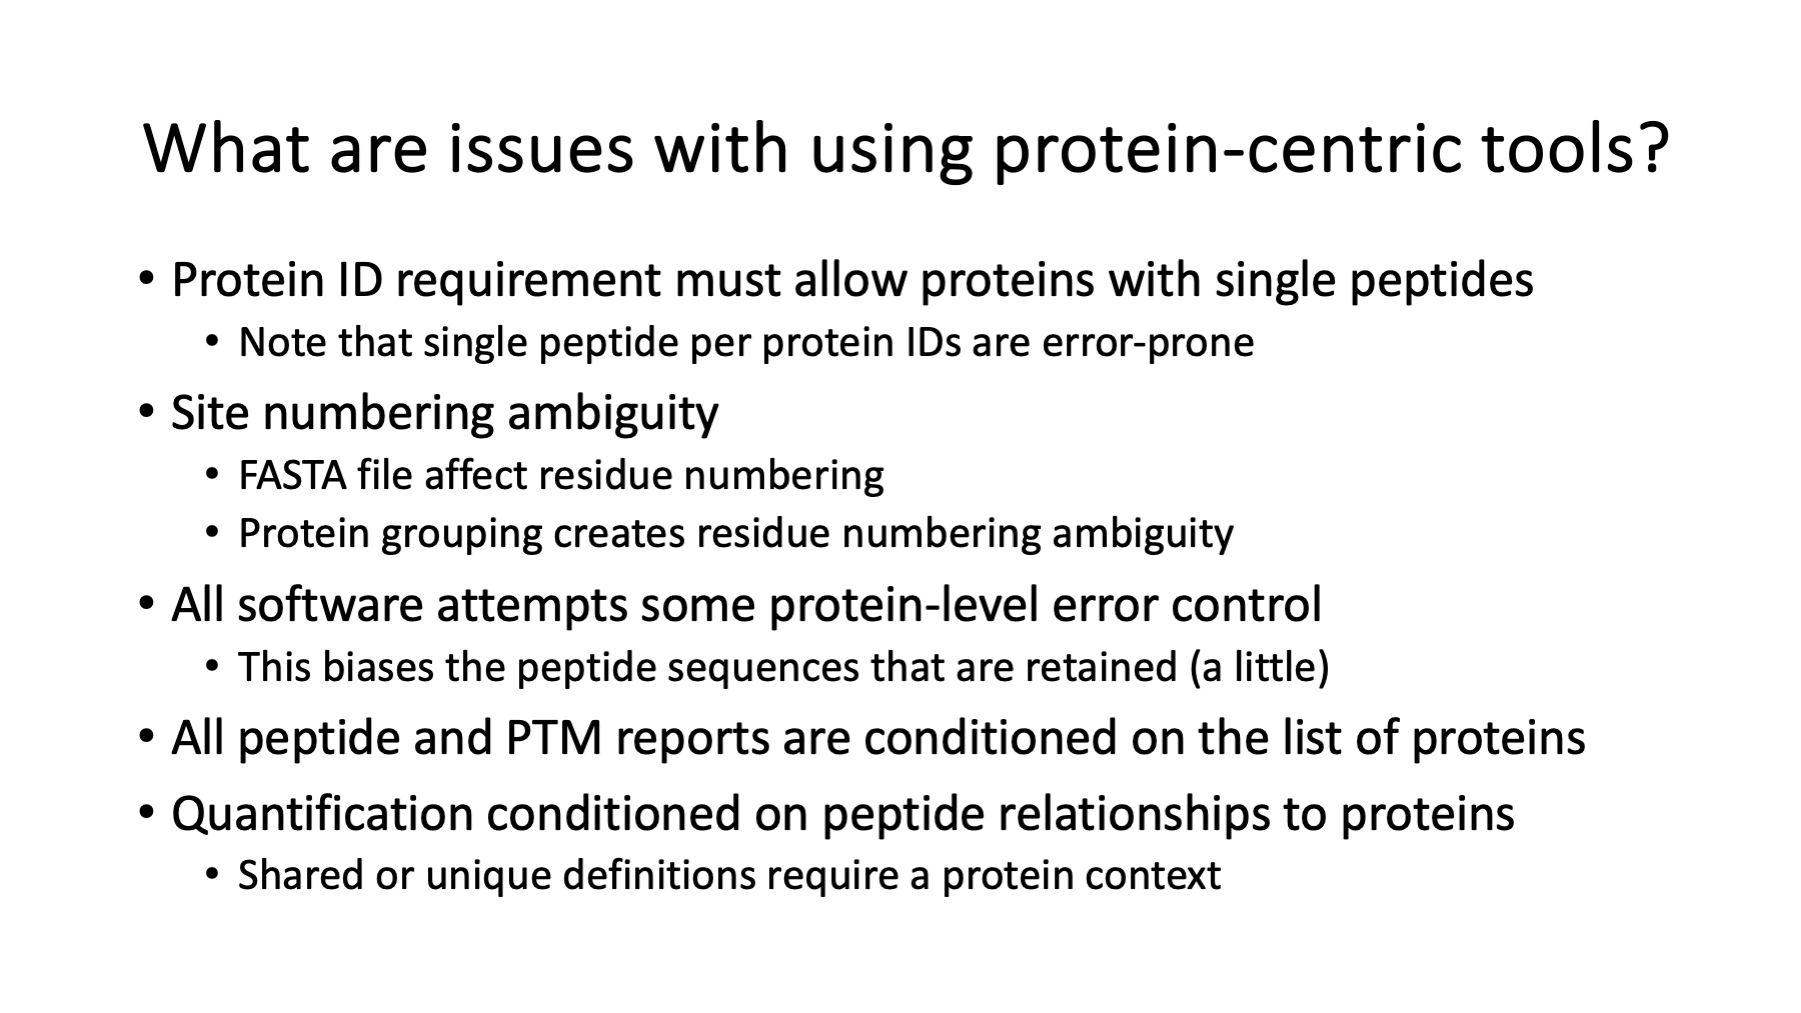 What are issues with using protein-centric tools?
• Protein ID requirement must allow proteins with single peptides
• Note that single peptide per protein IDs are error-prone
• Site numbering ambiguity
• FASTA file affect residue numbering
• Protein grouping creates residue numbering ambiguity
• All software attempts some protein-level error control
• This biases the peptide sequences that are retained (a little)
• All peptide and PTM reports are conditioned on the list of proteins
• Quantification conditioned on peptide relationships to proteins
• Shared or unique definitions require a protein context